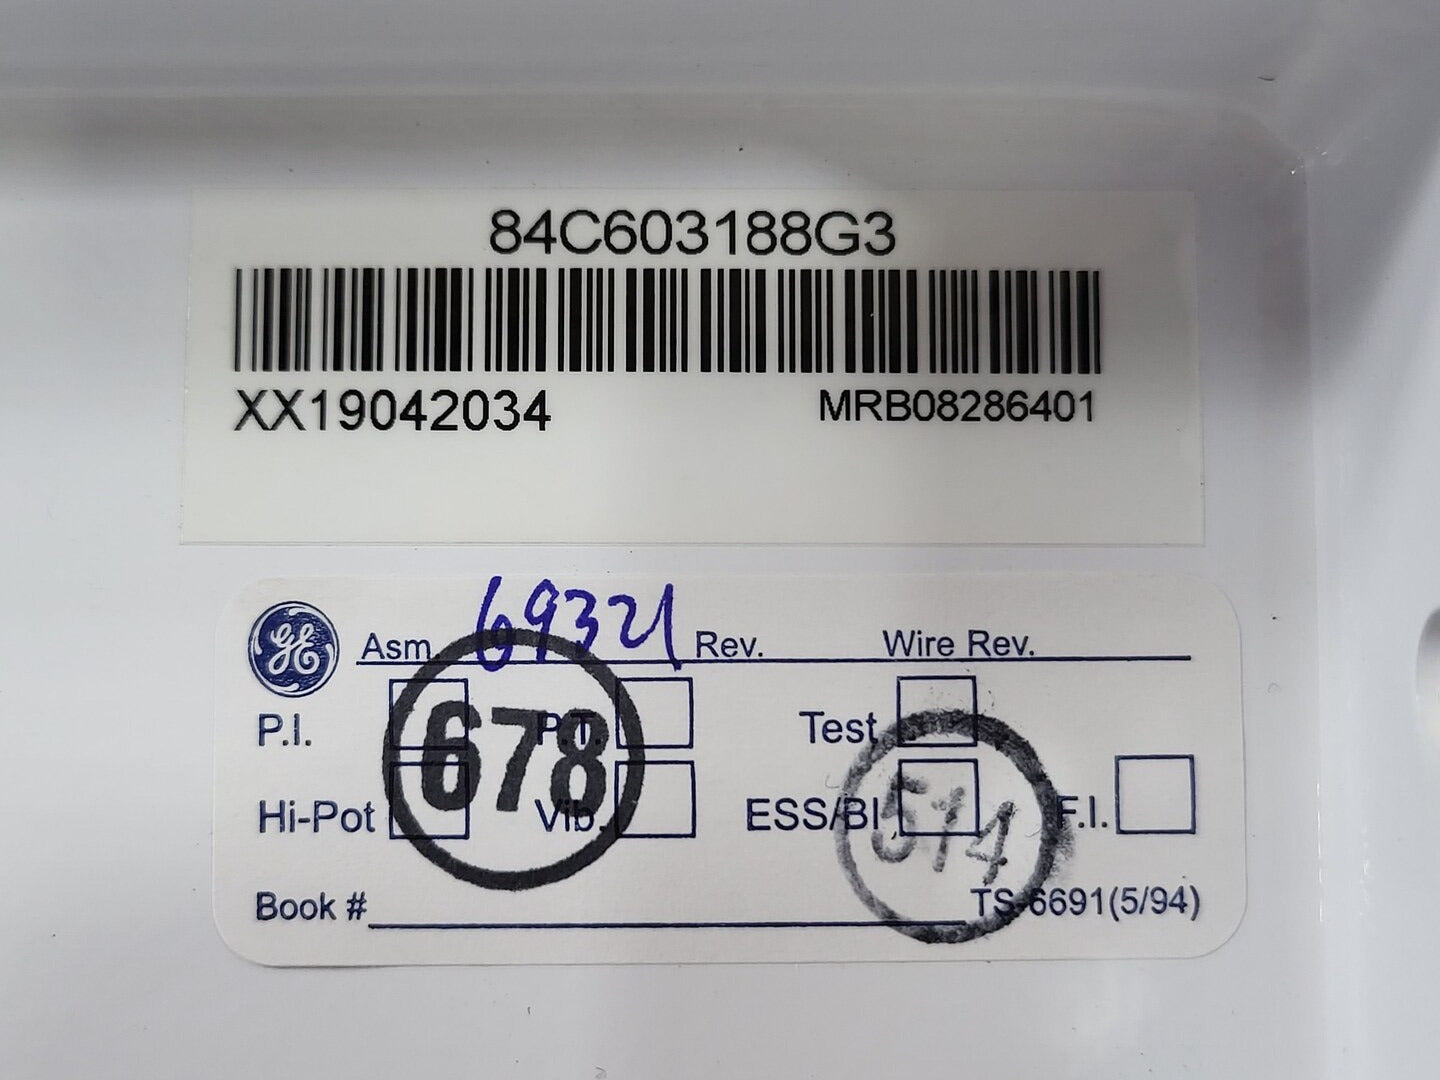 84C603188G3
XX19042034 MRB08286401
GE Asm. 69321 Rev. Wire Rev.
P.I. P.T. Test
678
Hi-Pot Vib. ESS/BI F.I.
514
Book # TS-6691(5/94)